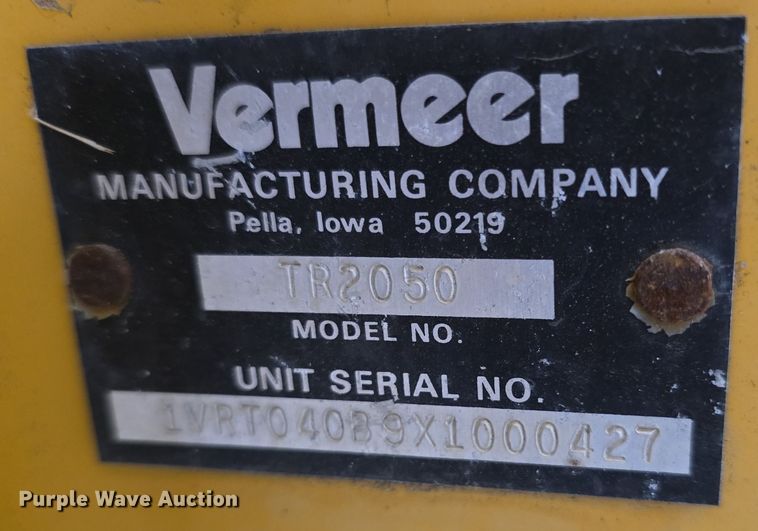 Vermeer
MANUFACTURING COMPANY
Pella, Iowa 50219
TR2050
MODEL NO.
UNIT SERIAL NO.
1VRT040B9X1000427
Purple Wave Auction